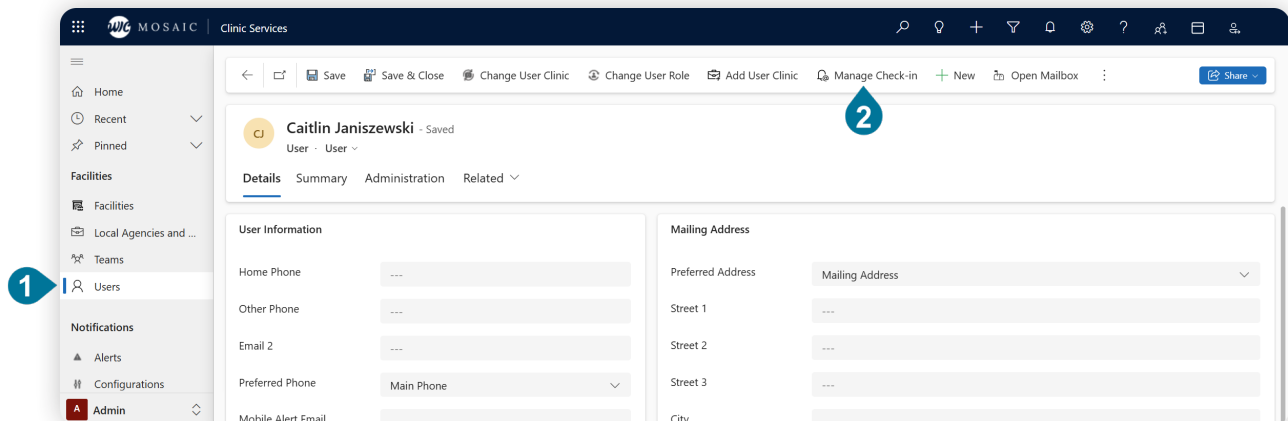 WIC MOSAIC | Clinic Services
Home
Recent
Pinned
Facilities
Facilities
Local Agencies and ...
Teams
1
Users
Notifications
Alerts
Configurations
A Admin
Save Save & Close Change User Clinic Change User Role Add User Clinic Manage Check-in New Open Mailbox Share
2
CJ
Caitlin Janiszewski - Saved
User · User
Details Summary Administration Related
User Information
Home Phone ---
Other Phone ---
Email 2 ---
Preferred Phone Main Phone
Mobile Alert Email
Mailing Address
Preferred Address Mailing Address
Street 1 ---
Street 2 ---
Street 3 ---
City